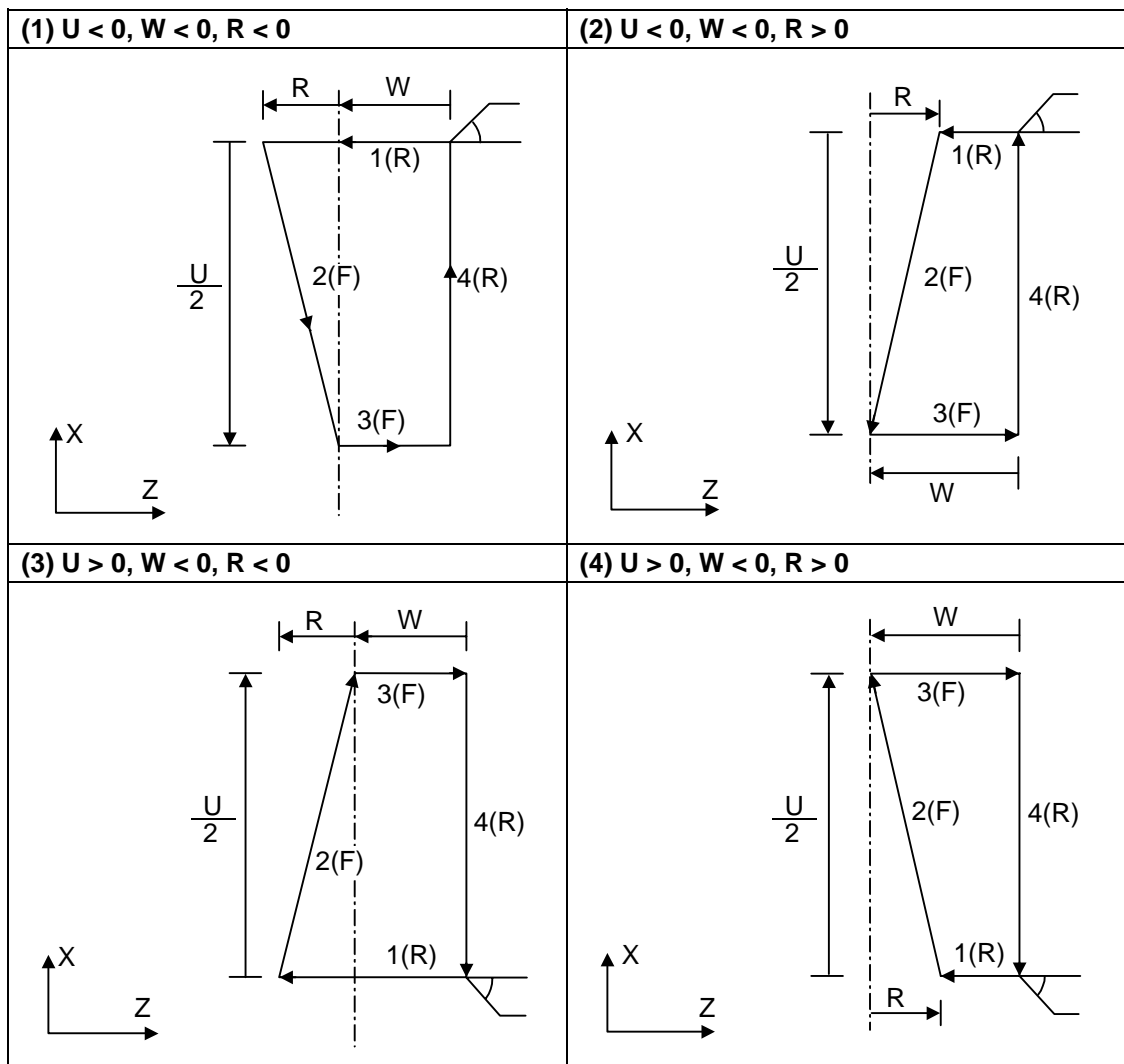 (1) U < 0, W < 0, R < 0
R W
1(R)
U
2
2(F)
4(R)
3(F)
X
Z
(2) U < 0, W < 0, R > 0
R
1(R)
U
2
2(F)
4(R)
3(F)
X
Z
W
(3) U > 0, W < 0, R < 0
R W
3(F)
U
2
4(R)
2(F)
1(R)
X
Z
(4) U > 0, W < 0, R > 0
W
3(F)
U
2
2(F)
4(R)
1(R)
X
R
Z